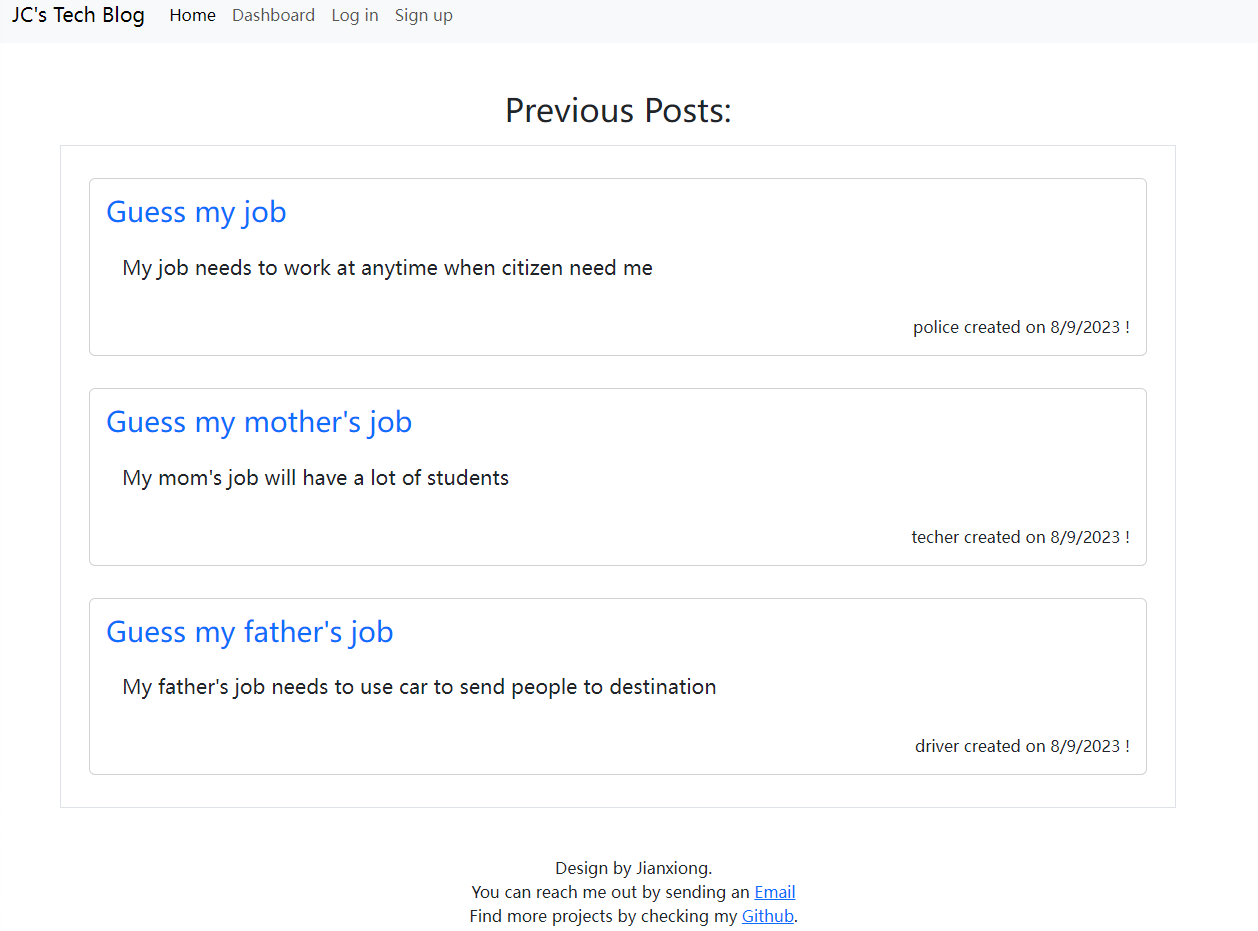 JC's Tech Blog Home Dashboard Log in Sign up
Previous Posts:
Guess my job
My job needs to work at anytime when citizen need me
police created on 8/9/2023 !
Guess my mother's job
My mom's job will have a lot of students
techer created on 8/9/2023 !
Guess my father's job
My father's job needs to use car to send people to destination
driver created on 8/9/2023 !
Design by Jianxiong.
You can reach me out by sending an Email
Find more projects by checking my Github.